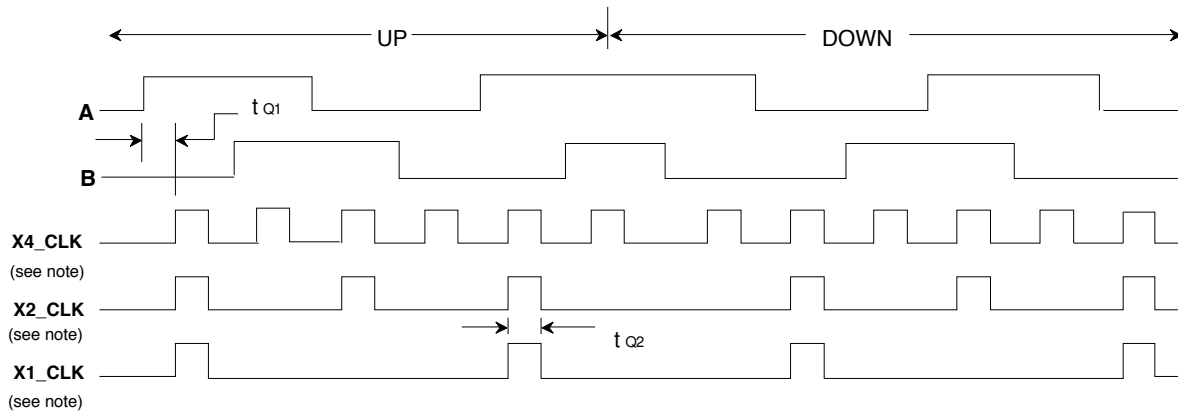 UP DOWN
A
t Q1
B
X4_CLK
(see note)
X2_CLK
(see note)
t Q2
X1_CLK
(see note)